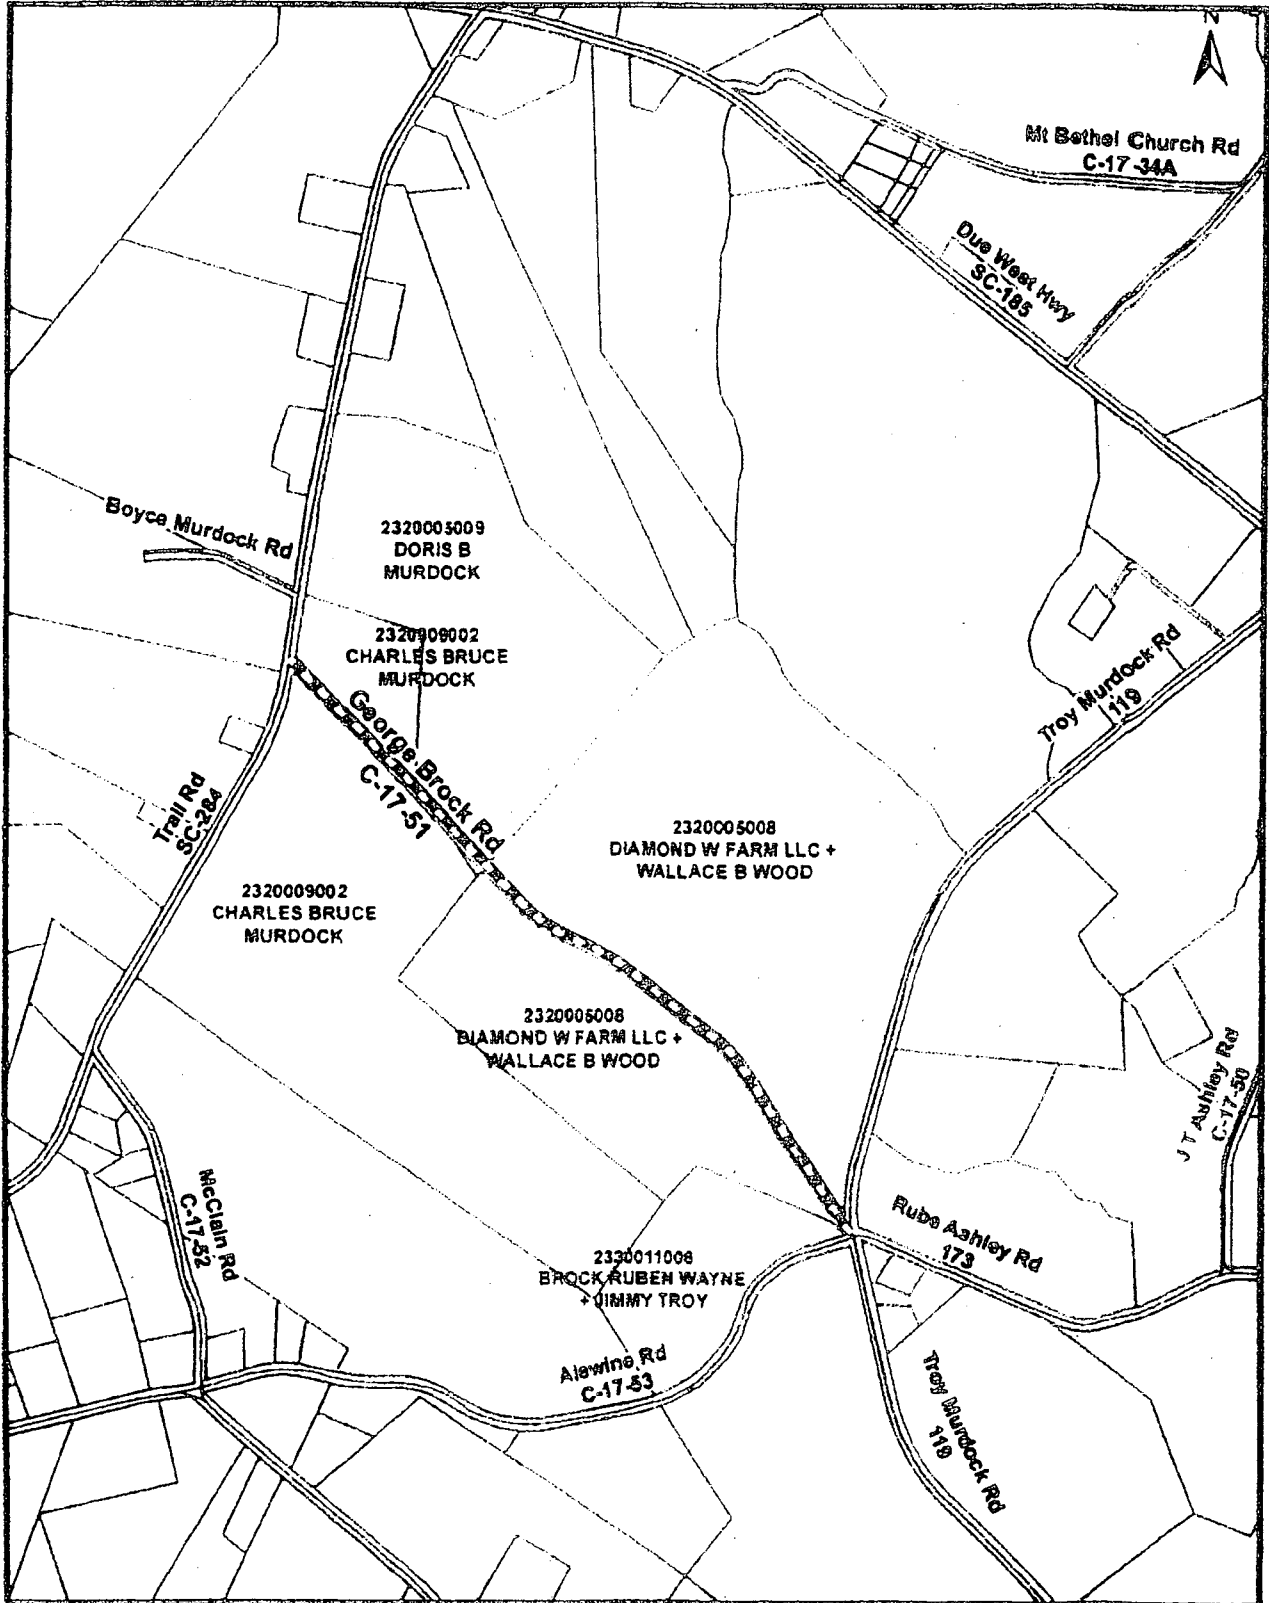 N
Mt Bethel Church Rd
C-17-34A
Due West Hwy
SC-185
Boyce Murdock Rd
2320005009
DORIS B
MURDOCK
2320009002
CHARLES BRUCE
MURDOCK
George Brock Rd
C-17-51
Troy Murdock Rd
119
Trail Rd
SC-284
2320005008
DIAMOND W FARM LLC +
WALLACE B WOOD
2320009002
CHARLES BRUCE
MURDOCK
2320005008
DIAMOND W FARM LLC +
WALLACE B WOOD
J T Ashley Rd
C-17-50
McClain Rd
C-17-52
Rube Ashley Rd
173
2330011006
BROCK RUBEN WAYNE
+ JIMMY TROY
Alewine Rd
C-17-53
Troy Murdock Rd
119